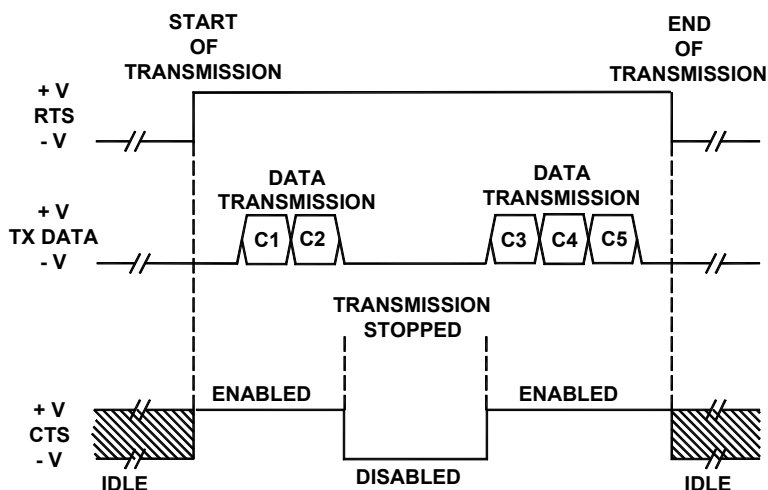 START
OF
TRANSMISSION
END
OF
TRANSMISSION
+ V
RTS
- V
DATA
TRANSMISSION
DATA
TRANSMISSION
+ V
TX DATA
- V
C1 C2 C3 C4 C5
TRANSMISSION
STOPPED
ENABLED ENABLED
+ V
CTS
- V
IDLE DISABLED IDLE